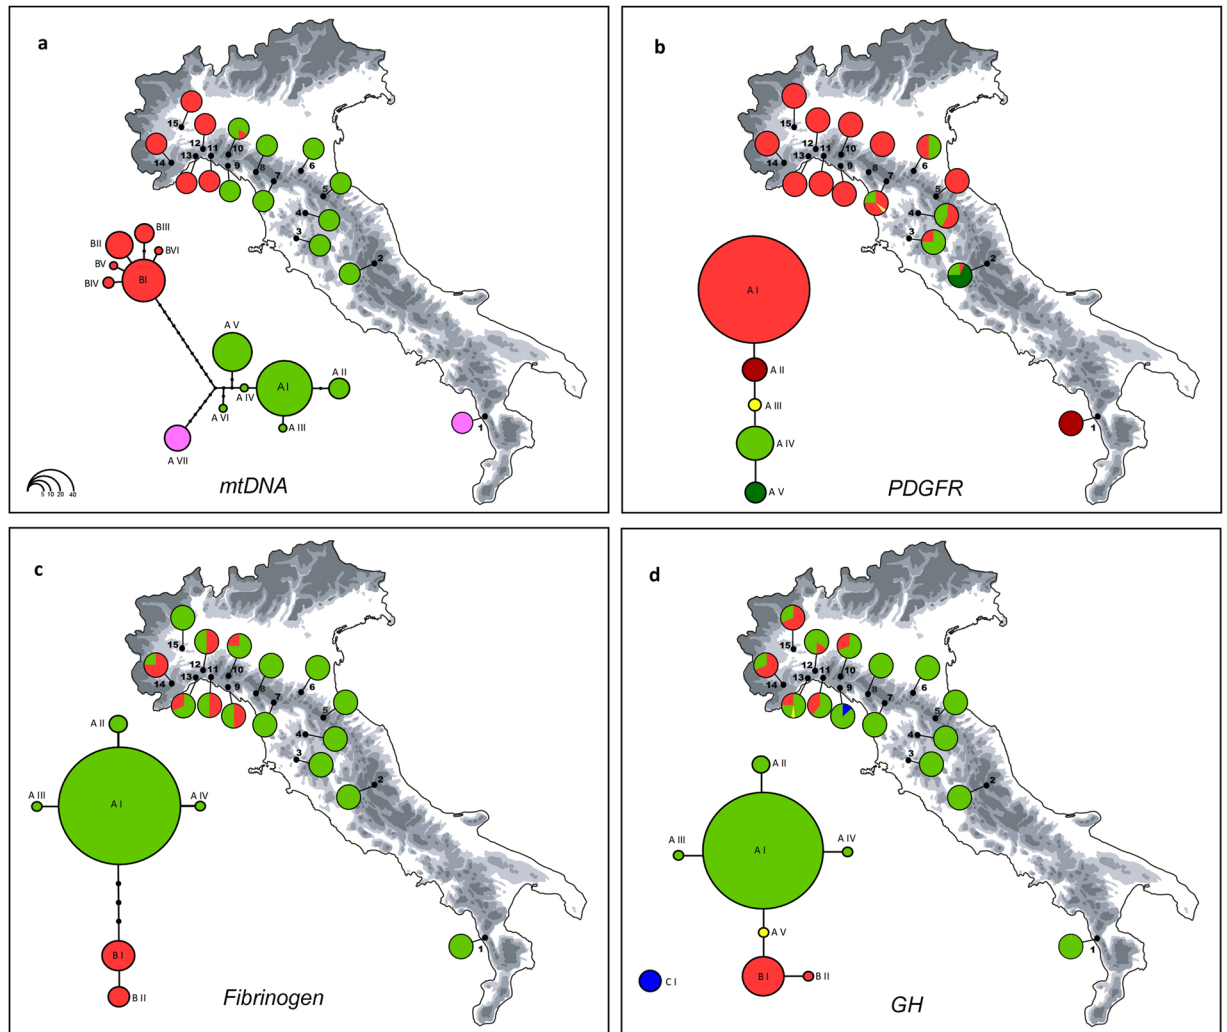 a
15
12
13
11
10
14
9
8
7
6
5
4
3
2
1
BIII
BII
BVI
BV
BIV
BI
A V
A I
A II
A IV
A VI
A III
A VII
5 10 20 40
mtDNA
b
15
12
13
11
10
14
9
8
7
6
5
4
3
2
1
A I
A II
A III
A IV
A V
PDGFR
c
15
12
13
11
10
14
9
8
7
6
5
4
3
2
1
A II
A III
A I
A IV
B I
B II
Fibrinogen
d
15
12
13
11
10
14
9
8
7
6
5
4
3
2
1
A II
A III
A I
A IV
A V
B I
B II
C I
GH